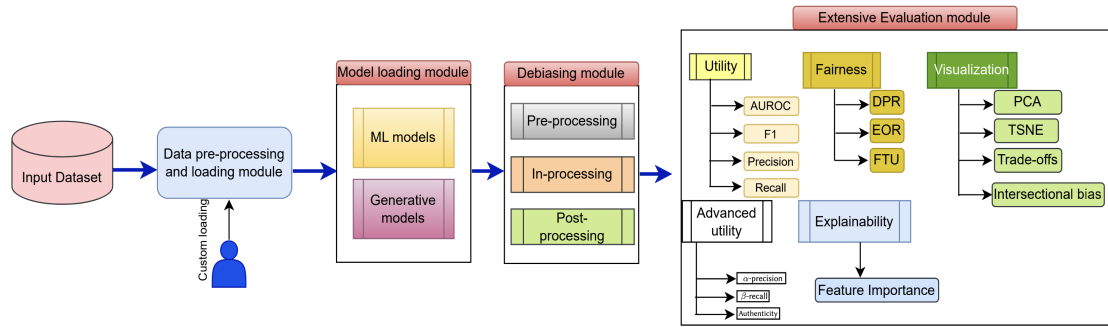 Extensive Evaluation module
Model loading module
Debiasing module
Input Dataset
Data pre-processing
and loading module
Custom loading
ML models
Generative
models
Pre-processing
In-processing
Post-
processing
Utility
AUROC
F1
Precision
Recall
Fairness
DPR
EOR
FTU
Visualization
PCA
TSNE
Trade-offs
Intersectional bias
Advanced
utility
α-precision
β-recall
Authenticity
Explainability
Feature Importance